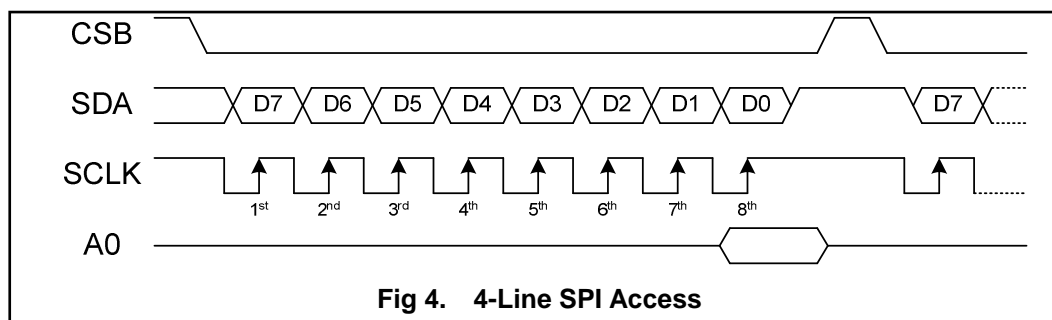 CSB
SDA D7 D6 D5 D4 D3 D2 D1 D0 D7
SCLK
1st 2nd 3rd 4th 5th 6th 7th 8th
A0
Fig 4. 4-Line SPI Access